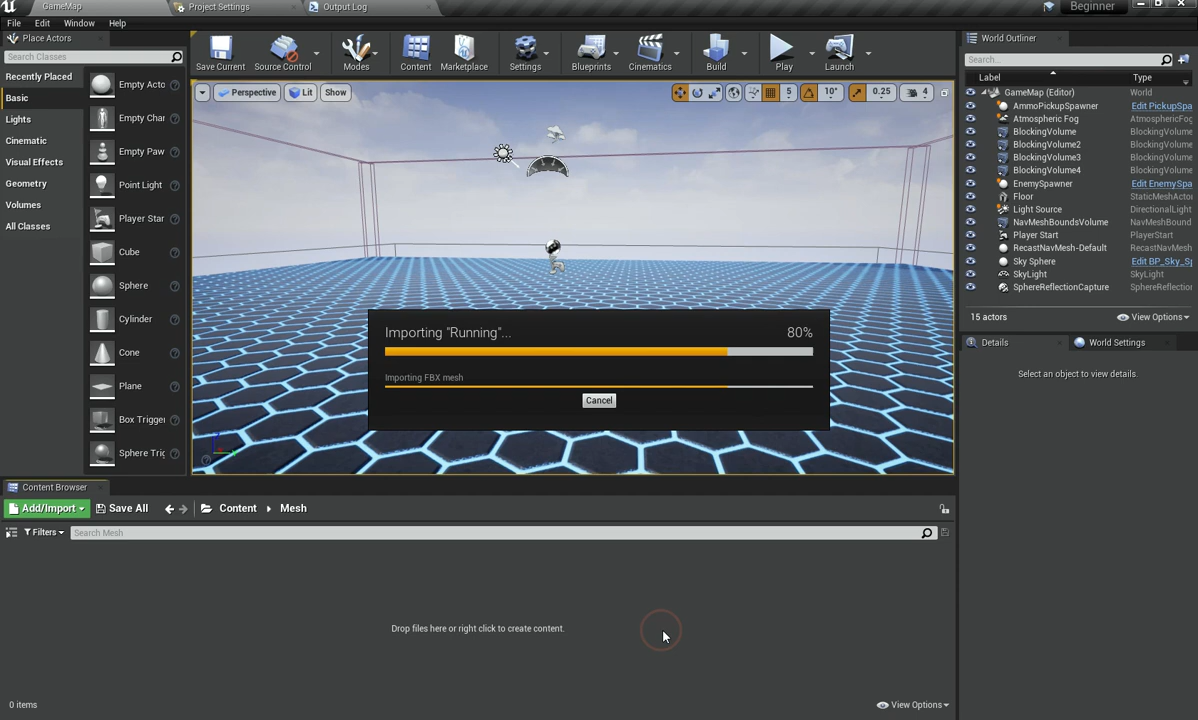 GameMap
Project Settings
Output Log
Beginner
File
Edit
Window
Help
Place Actors
Search Classes
Recently Placed
Basic
Lights
Cinematic
Visual Effects
Geometry
Volumes
All Classes
Empty Acto
Empty Char
Empty Paw
Point Light
Player Star
Cube
Sphere
Cylinder
Cone
Plane
Box Trigger
Sphere Trig
Save Current
Source Control
Modes
Content
Marketplace
Settings
Blueprints
Cinematics
Build
Play
Launch
Perspective
Lit
Show
5
10°
0.25
4
Importing "Running"...
80%
Importing FBX mesh
Cancel
World Outliner
Search...
Label
Type
GameMap (Editor)
World
AmmoPickupSpawner
Edit PickupSpa
Atmospheric Fog
AtmosphericFog
BlockingVolume
BlockingVolume
BlockingVolume2
BlockingVolume
BlockingVolume3
BlockingVolume
BlockingVolume4
BlockingVolume
EnemySpawner
Edit EnemySpa
Floor
StaticMeshActo
Light Source
DirectionalLight
NavMeshBoundsVolume
NavMeshBound
Player Start
PlayerStart
RecastNavMesh-Default
RecastNavMesh
Sky Sphere
Edit BP_Sky_Sp
SkyLight
SkyLight
SphereReflectionCapture
SphereReflection
15 actors
View Options
Details
World Settings
Select an object to view details.
Content Browser
Add/Import
Save All
Content
Mesh
Filters
Search Mesh
Drop files here or right click to create content.
0 items
View Options